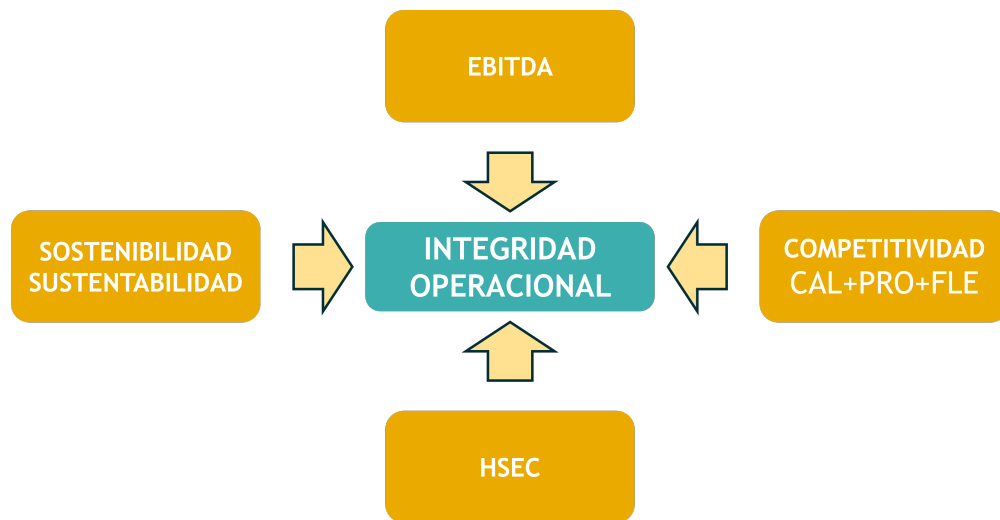 EBITDA
SOSTENIBILIDAD
SUSTENTABILIDAD
INTEGRIDAD
OPERACIONAL
COMPETITIVIDAD
CAL+PRO+FLE
HSEC